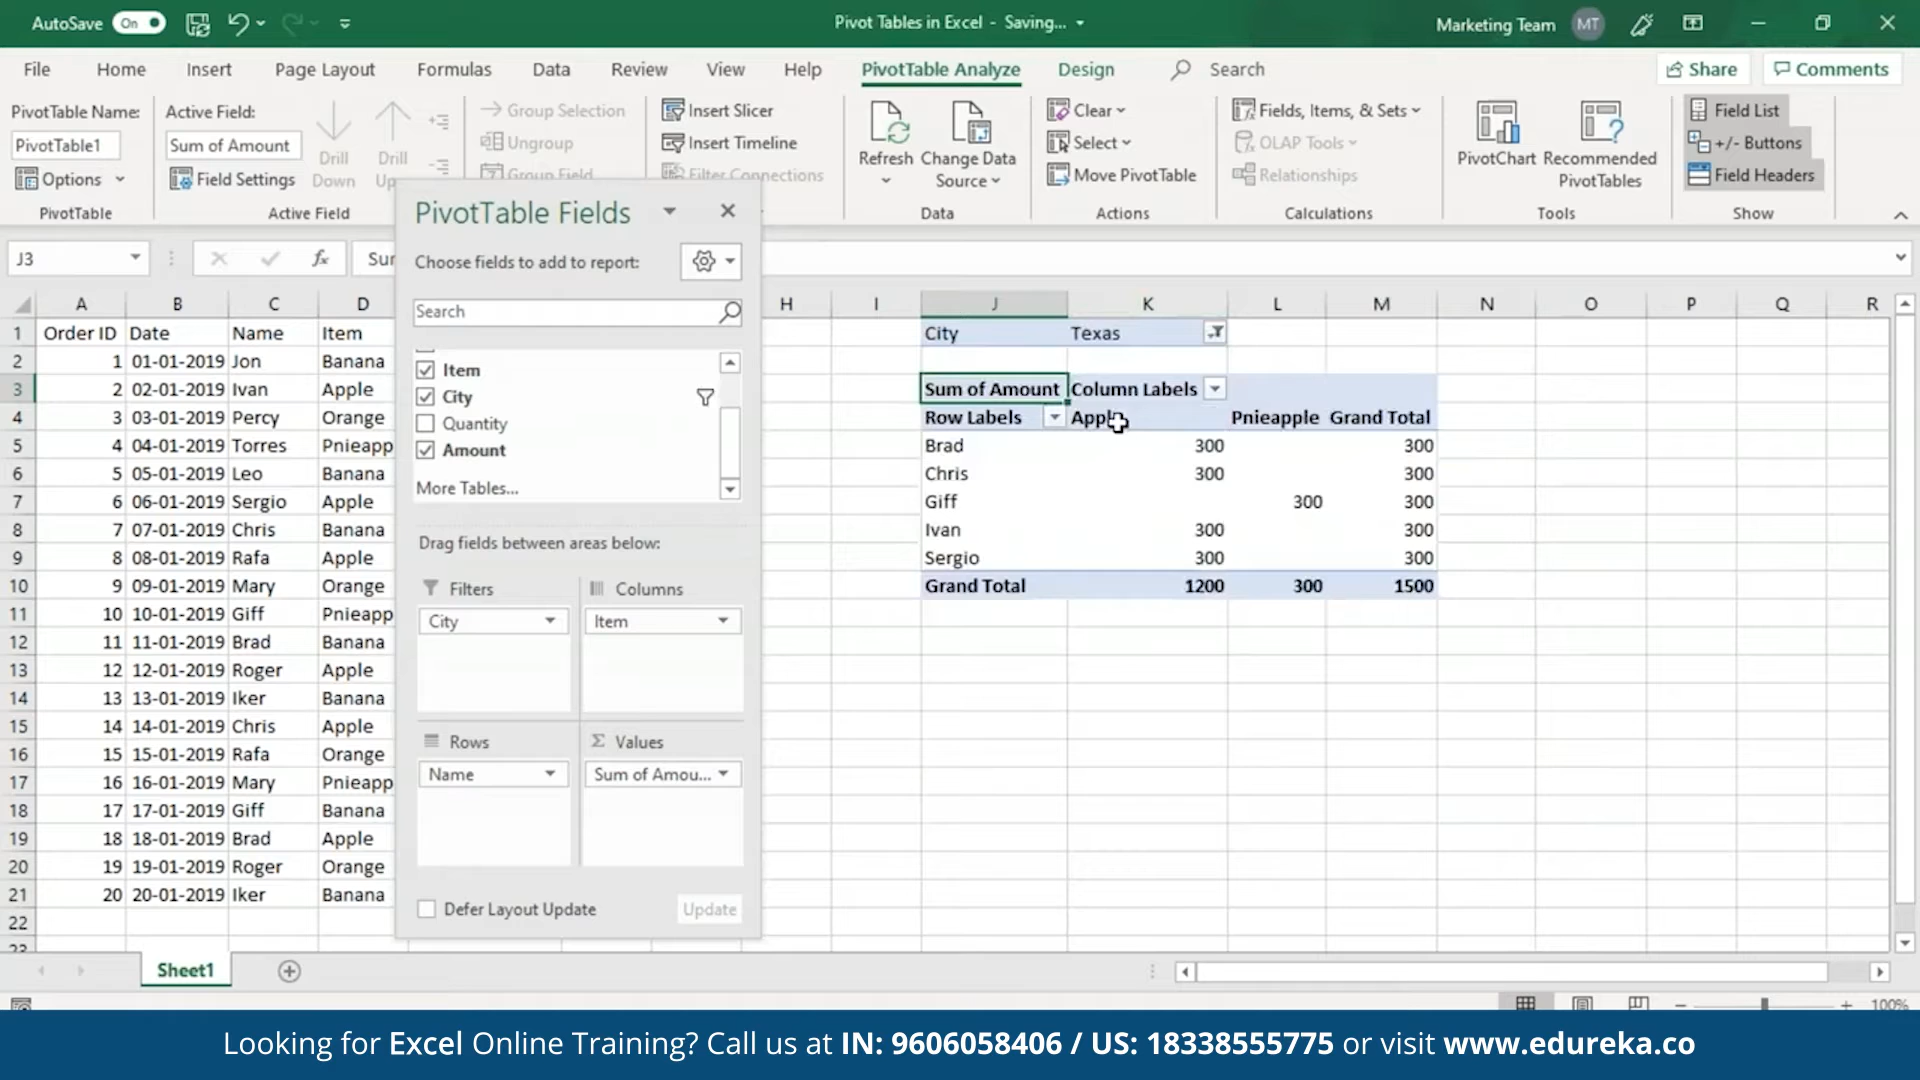 AutoSave On
Pivot Tables in Excel - Saving...
Marketing Team MT
File Home Insert Page Layout Formulas Data Review View Help PivotTable Analyze Design Search Share Comments
PivotTable Name:
PivotTable1
Options
PivotTable
Active Field:
Sum of Amount
Field Settings
Drill Down
Drill Up
Active Field
Group Selection
Ungroup
Group Field
Insert Slicer
Insert Timeline
Filter Connections
Refresh
Change Data Source
Data
Clear
Select
Move PivotTable
Actions
Fields, Items, & Sets
OLAP Tools
Relationships
Calculations
PivotChart
Recommended PivotTables
Tools
Field List
+/- Buttons
Field Headers
Show
J3 fx Sur
PivotTable Fields
Choose fields to add to report:
Search
Item
City
Quantity
Amount
More Tables...
Drag fields between areas below:
Filters Columns
City Item
Rows Values
Name Sum of Amou...
Defer Layout Update Update
A B C D H I J K L M N O P Q R
1 Order ID Date Name Item City Texas
2 1 01-01-2019 Jon Banana
3 2 02-01-2019 Ivan Apple Sum of Amount Column Labels
4 3 03-01-2019 Percy Orange Row Labels Apple Pnieapple Grand Total
5 4 04-01-2019 Torres Pnieapp Brad 300 300
6 5 05-01-2019 Leo Banana Chris 300 300
7 6 06-01-2019 Sergio Apple Giff 300 300
8 7 07-01-2019 Chris Banana Ivan 300 300
9 8 08-01-2019 Rafa Apple Sergio 300 300
10 9 09-01-2019 Mary Orange Grand Total 1200 300 1500
11 10 10-01-2019 Giff Pnieapp
12 11 11-01-2019 Brad Banana
13 12 12-01-2019 Roger Apple
14 13 13-01-2019 Iker Banana
15 14 14-01-2019 Chris Apple
16 15 15-01-2019 Rafa Orange
17 16 16-01-2019 Mary Pnieapp
18 17 17-01-2019 Giff Banana
19 18 18-01-2019 Brad Apple
20 19 19-01-2019 Roger Orange
21 20 20-01-2019 Iker Banana
22
23
Sheet1
100%
Looking for Excel Online Training? Call us at IN: 9606058406 / US: 18338555775 or visit www.edureka.co